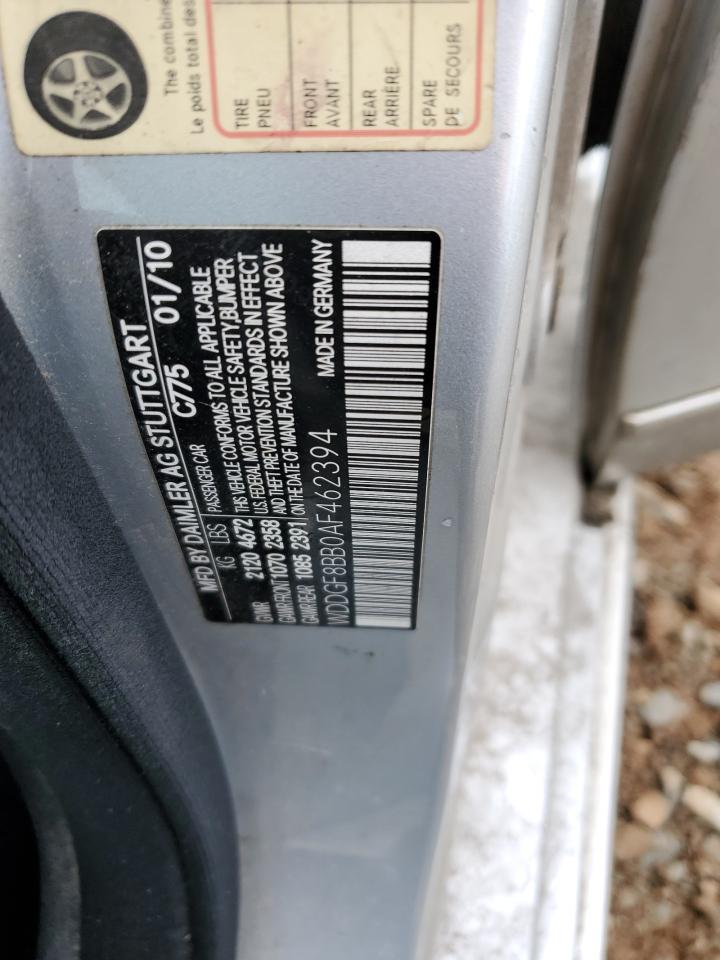 The combine
Le poids total des
TIRE
PNEU
FRONT
AVANT
REAR
ARRIÈRE
SPARE
DE SECOURS
MFD BY DAIMLER AG STUTTGART
C775 01/10
KG LBS PASSENGER CAR
GVWR 2120 4672 THIS VEHICLE CONFORMS TO ALL APPLICABLE
GAWR FRONT 1070 2358 U.S. FEDERAL MOTOR VEHICLE SAFETY, BUMPER
GAWR REAR 1085 2391 AND THEFT PREVENTION STANDARDS IN EFFECT
ON THE DATE OF MANUFACTURE SHOWN ABOVE
MADE IN GERMANY
WDDGF8BB0AF462394